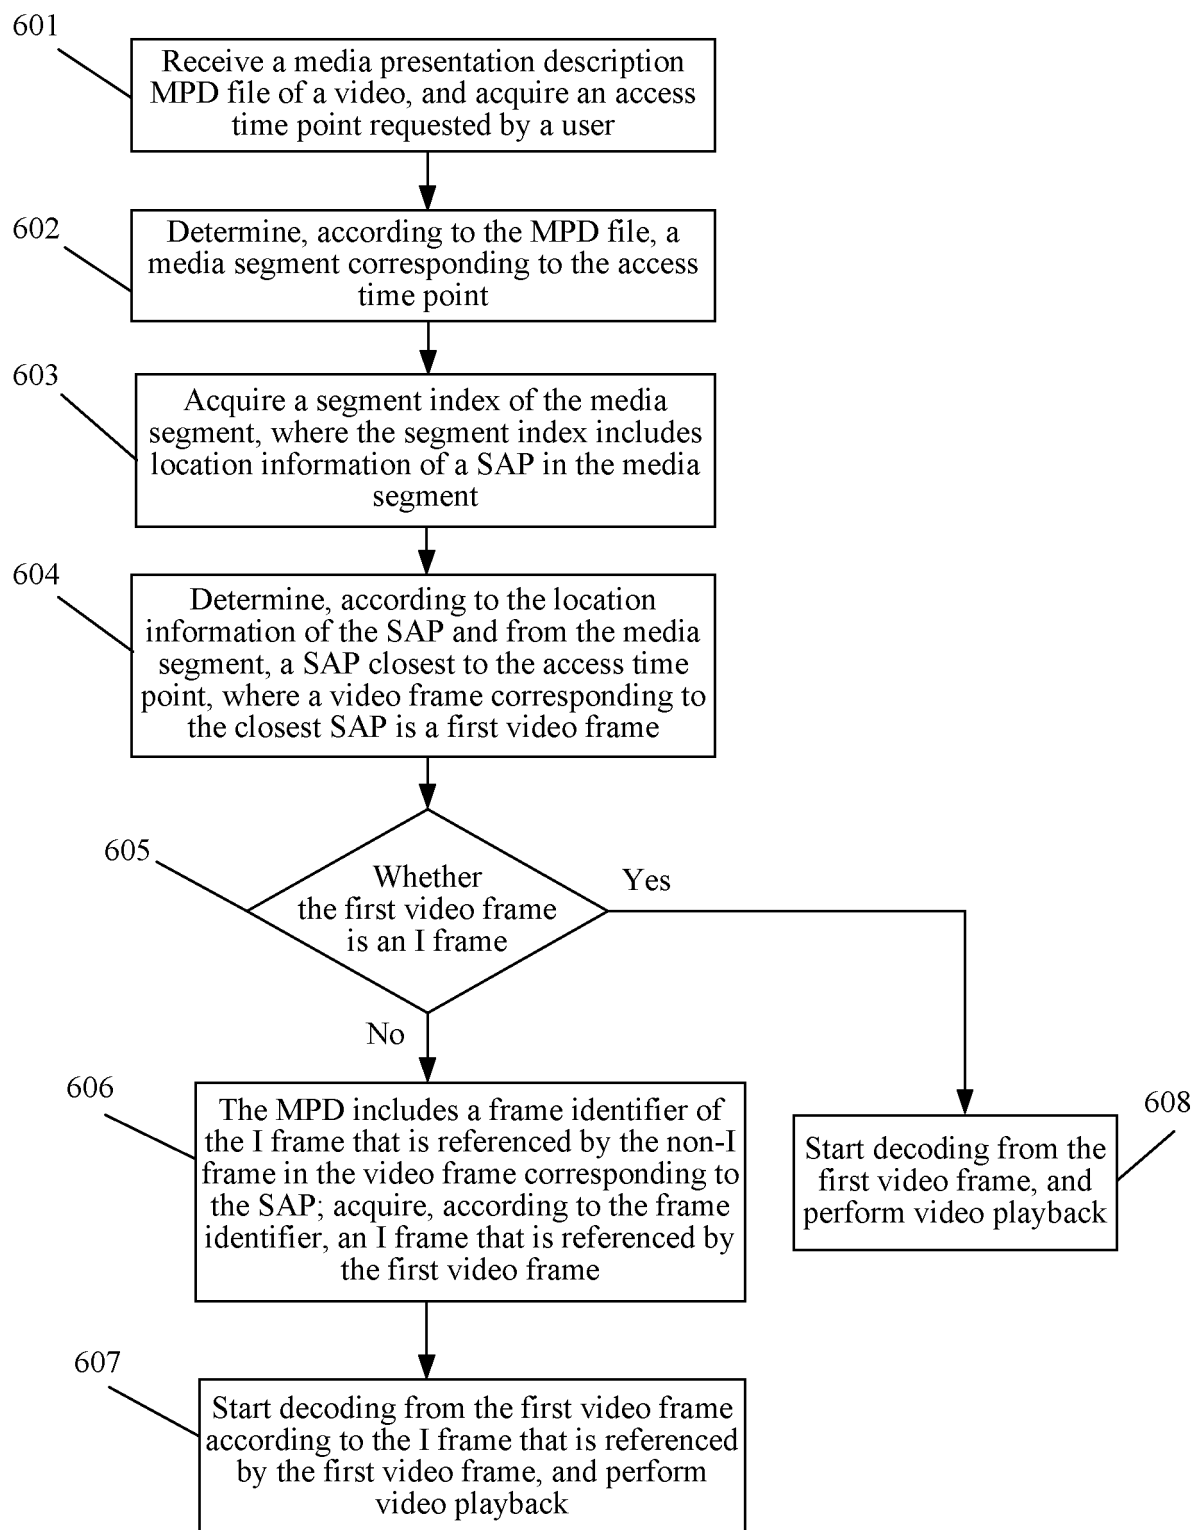 601
Receive a media presentation description
MPD file of a video, and acquire an access
time point requested by a user
602
Determine, according to the MPD file, a
media segment corresponding to the access
time point
603
Acquire a segment index of the media
segment, where the segment index includes
location information of a SAP in the media
segment
604
Determine, according to the location
information of the SAP and from the media
segment, a SAP closest to the access time
point, where a video frame corresponding to
the closest SAP is a first video frame
605
Whether
the first video frame
is an I frame
Yes
No
606
The MPD includes a frame identifier of
the I frame that is referenced by the non-I
frame in the video frame corresponding to
the SAP; acquire, according to the frame
identifier, an I frame that is referenced by
the first video frame
608
Start decoding from the
first video frame, and
perform video playback
607
Start decoding from the first video frame
according to the I frame that is referenced
by the first video frame, and perform
video playback